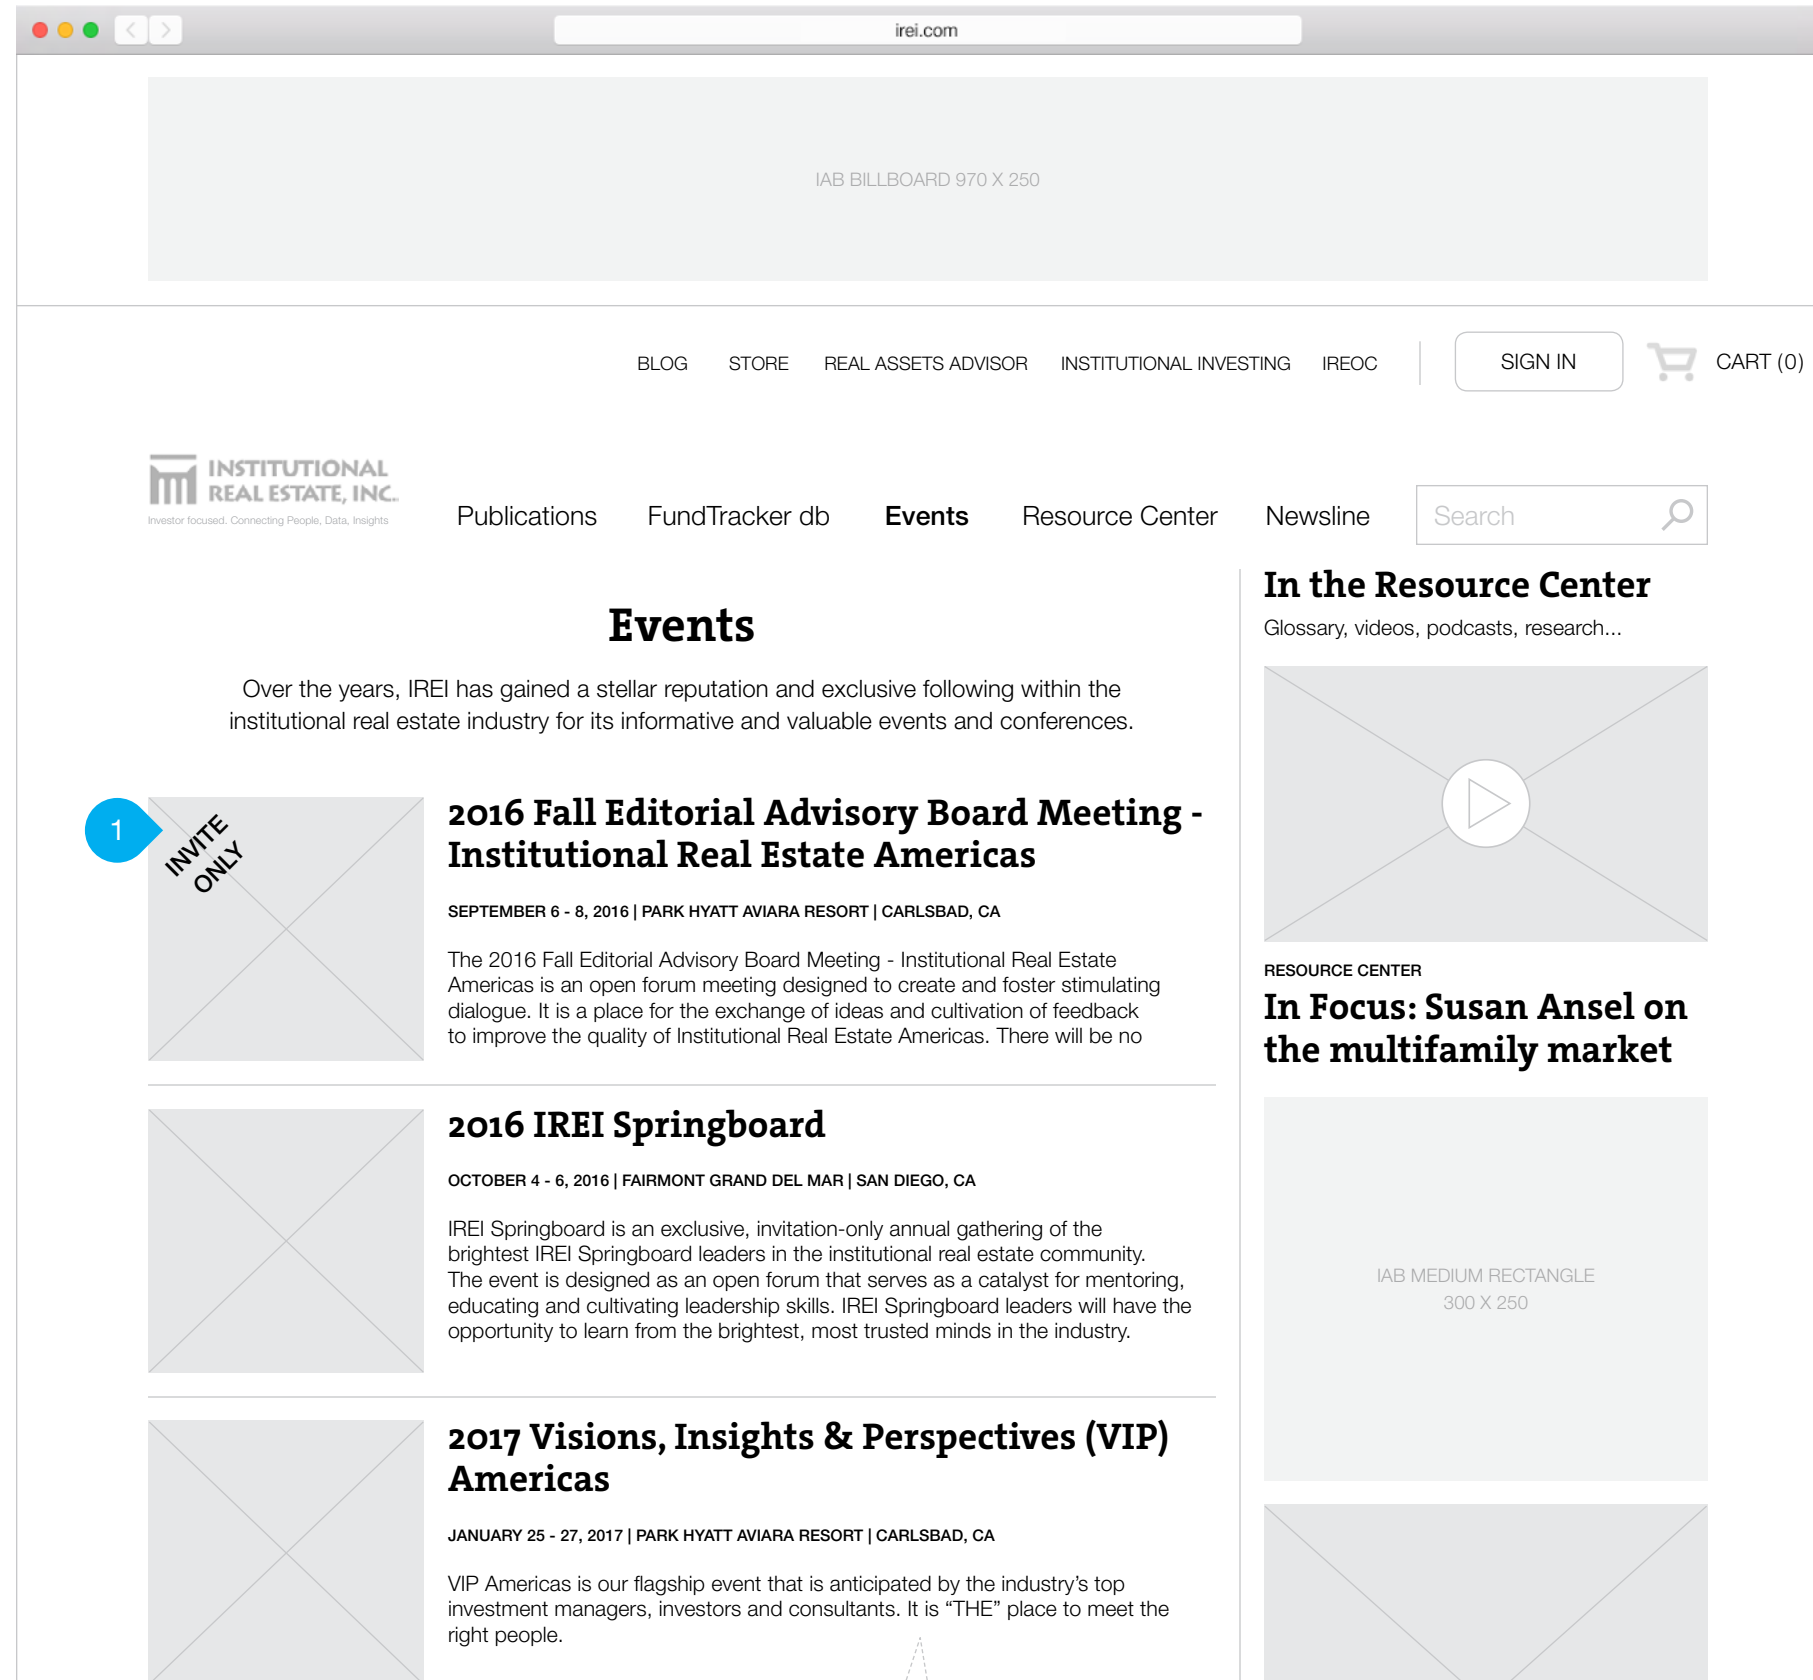 irei.com
IAB BILLBOARD 970 X 250
BLOG STORE REAL ASSETS ADVISOR INSTITUTIONAL INVESTING IREOC SIGN IN CART (0)
INSTITUTIONAL
REAL ESTATE, INC.
Investor focused. Connecting People, Data, Insights
Publications FundTracker db Events Resource Center Newsline Search
Events
Over the years, IREI has gained a stellar reputation and exclusive following within the
institutional real estate industry for its informative and valuable events and conferences.
1
INVITE
ONLY
2016 Fall Editorial Advisory Board Meeting -
Institutional Real Estate Americas
SEPTEMBER 6 - 8, 2016 | PARK HYATT AVIARA RESORT | CARLSBAD, CA
The 2016 Fall Editorial Advisory Board Meeting - Institutional Real Estate
Americas is an open forum meeting designed to create and foster stimulating
dialogue. It is a place for the exchange of ideas and cultivation of feedback
to improve the quality of Institutional Real Estate Americas. There will be no
2016 IREI Springboard
OCTOBER 4 - 6, 2016 | FAIRMONT GRAND DEL MAR | SAN DIEGO, CA
IREI Springboard is an exclusive, invitation-only annual gathering of the
brightest IREI Springboard leaders in the institutional real estate community.
The event is designed as an open forum that serves as a catalyst for mentoring,
educating and cultivating leadership skills. IREI Springboard leaders will have the
opportunity to learn from the brightest, most trusted minds in the industry.
2017 Visions, Insights & Perspectives (VIP)
Americas
JANUARY 25 - 27, 2017 | PARK HYATT AVIARA RESORT | CARLSBAD, CA
VIP Americas is our flagship event that is anticipated by the industry’s top
investment managers, investors and consultants. It is “THE” place to meet the
right people.
In the Resource Center
Glossary, videos, podcasts, research...
RESOURCE CENTER
In Focus: Susan Ansel on
the multifamily market
IAB MEDIUM RECTANGLE
300 X 250